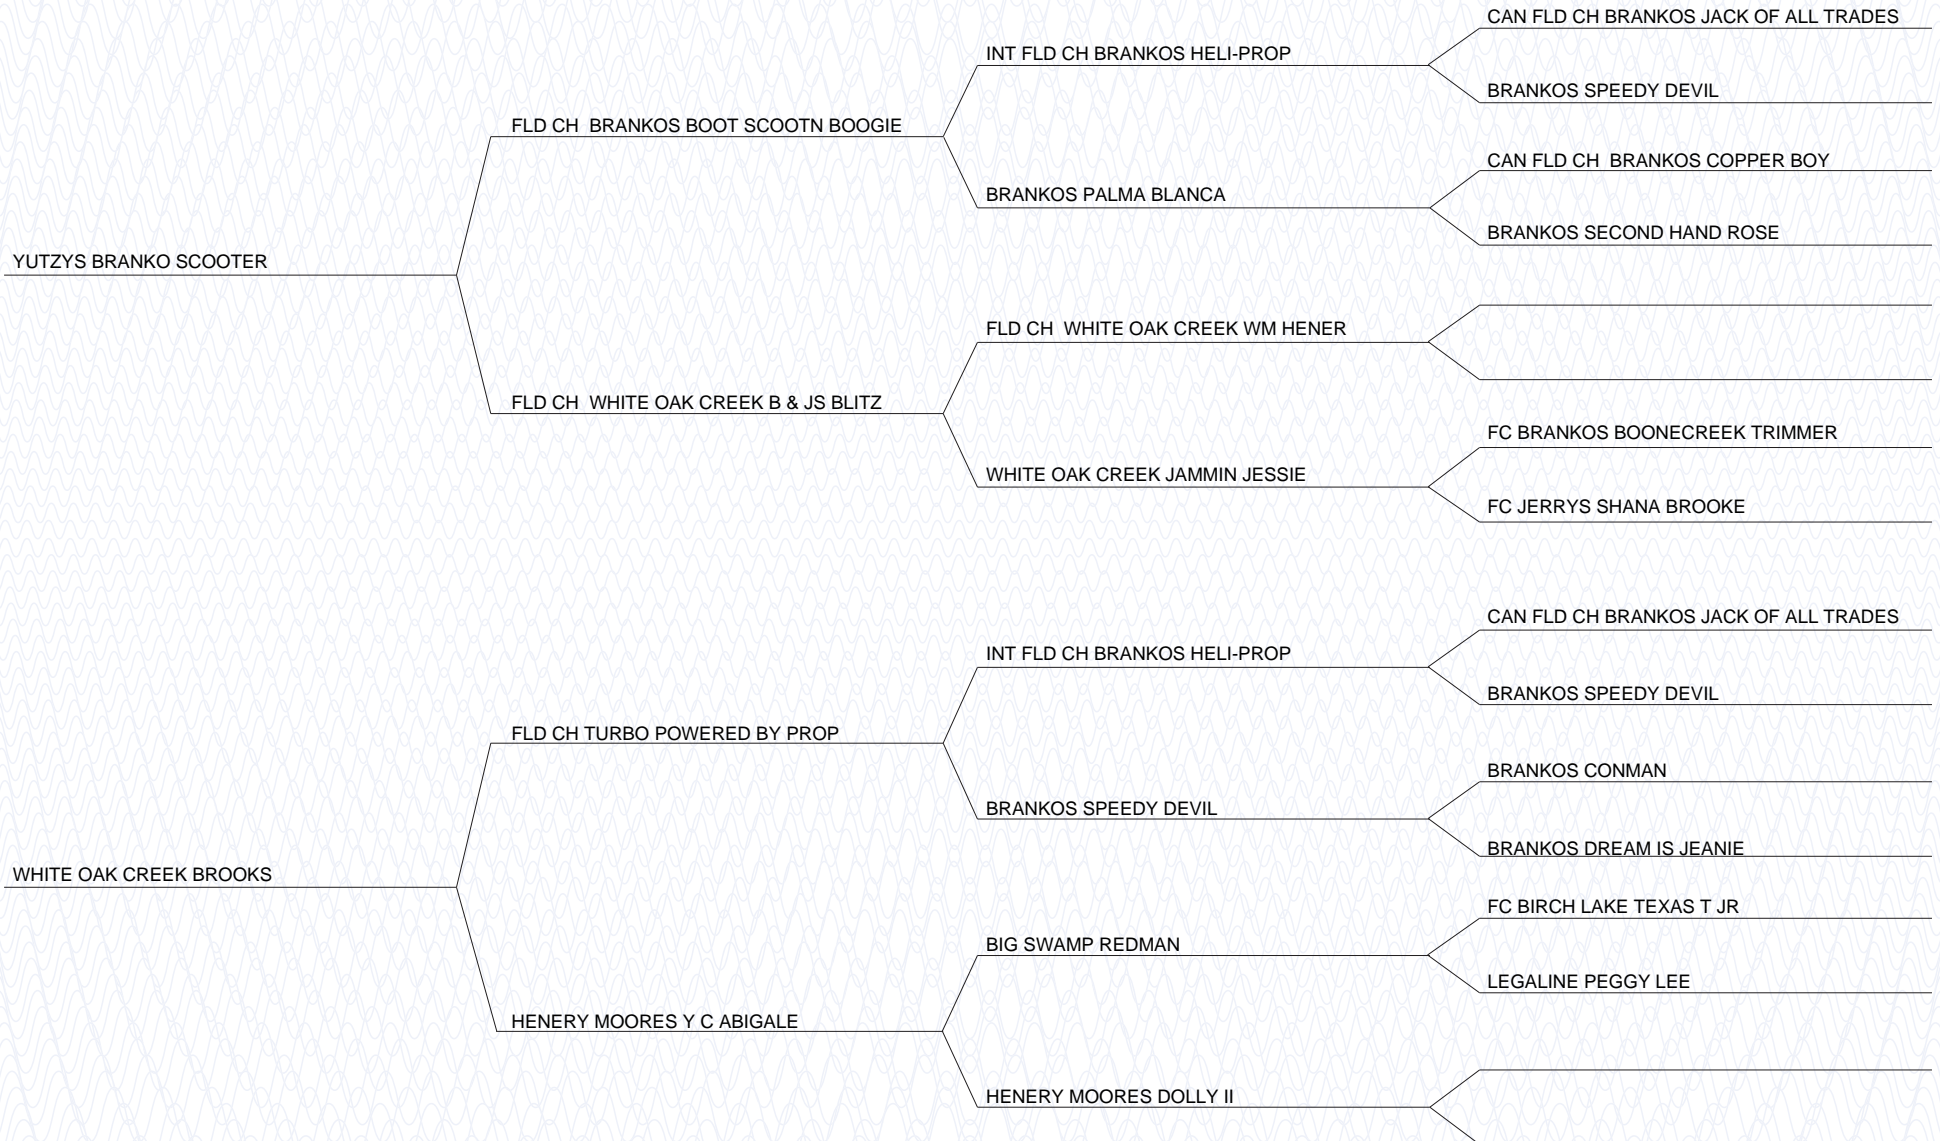 CAN FLD CH BRANKOS JACK OF ALL TRADES
INT FLD CH BRANKOS HELI-PROP
BRANKOS SPEEDY DEVIL
FLD CH  BRANKOS BOOT SCOOTN BOOGIE
CAN FLD CH  BRANKOS COPPER BOY
BRANKOS PALMA BLANCA
BRANKOS SECOND HAND ROSE
YUTZYS BRANKO SCOOTER
FLD CH  WHITE OAK CREEK WM HENER
FLD CH  WHITE OAK CREEK B & JS BLITZ
FC BRANKOS BOONECREEK TRIMMER
WHITE OAK CREEK JAMMIN JESSIE
FC JERRYS SHANA BROOKE
CAN FLD CH BRANKOS JACK OF ALL TRADES
INT FLD CH BRANKOS HELI-PROP
BRANKOS SPEEDY DEVIL
FLD CH TURBO POWERED BY PROP
BRANKOS CONMAN
BRANKOS SPEEDY DEVIL
BRANKOS DREAM IS JEANIE
WHITE OAK CREEK BROOKS
FC BIRCH LAKE TEXAS T JR
BIG SWAMP REDMAN
LEGALINE PEGGY LEE
HENERY MOORES Y C ABIGALE
HENERY MOORES DOLLY II